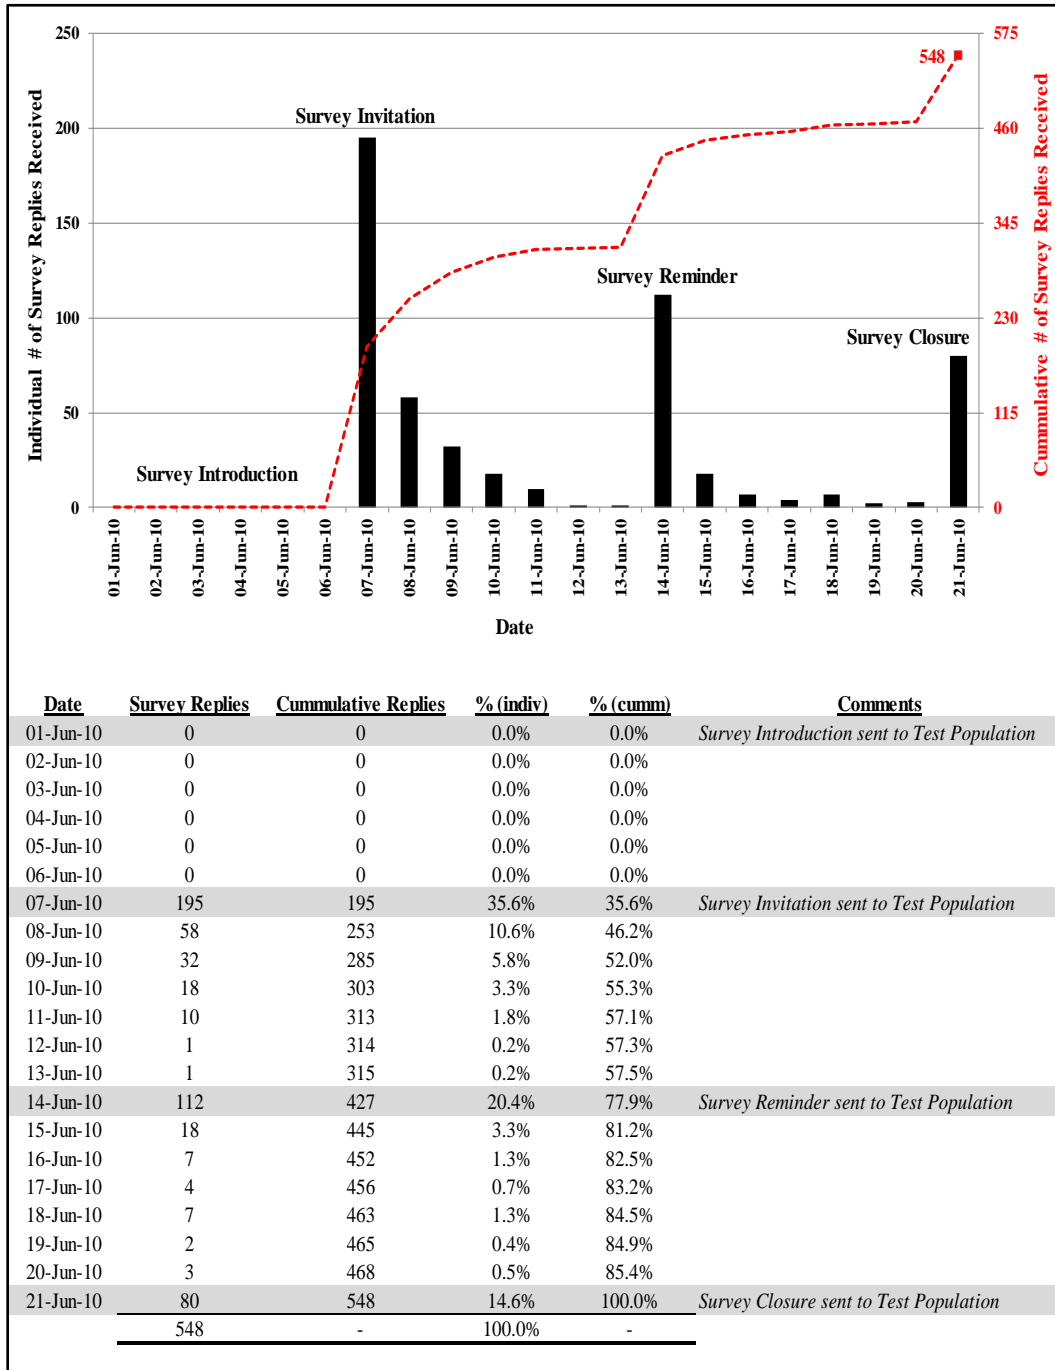 250
200
150
100
50
0
Individual # of Survey Replies Received
575
460
345
230
115
0
Cummulative # of Survey Replies Received
548
Survey Invitation
Survey Reminder
Survey Closure
Survey Introduction
01-Jun-10
02-Jun-10
03-Jun-10
04-Jun-10
05-Jun-10
06-Jun-10
07-Jun-10
08-Jun-10
09-Jun-10
10-Jun-10
11-Jun-10
12-Jun-10
13-Jun-10
14-Jun-10
15-Jun-10
16-Jun-10
17-Jun-10
18-Jun-10
19-Jun-10
20-Jun-10
21-Jun-10
Date
Date Survey Replies Cummulative Replies % (indiv) % (cumm) Comments
01-Jun-10 0 0 0.0% 0.0% Survey Introduction sent to Test Population
02-Jun-10 0 0 0.0% 0.0%
03-Jun-10 0 0 0.0% 0.0%
04-Jun-10 0 0 0.0% 0.0%
05-Jun-10 0 0 0.0% 0.0%
06-Jun-10 0 0 0.0% 0.0%
07-Jun-10 195 195 35.6% 35.6% Survey Invitation sent to Test Population
08-Jun-10 58 253 10.6% 46.2%
09-Jun-10 32 285 5.8% 52.0%
10-Jun-10 18 303 3.3% 55.3%
11-Jun-10 10 313 1.8% 57.1%
12-Jun-10 1 314 0.2% 57.3%
13-Jun-10 1 315 0.2% 57.5%
14-Jun-10 112 427 20.4% 77.9% Survey Reminder sent to Test Population
15-Jun-10 18 445 3.3% 81.2%
16-Jun-10 7 452 1.3% 82.5%
17-Jun-10 4 456 0.7% 83.2%
18-Jun-10 7 463 1.3% 84.5%
19-Jun-10 2 465 0.4% 84.9%
20-Jun-10 3 468 0.5% 85.4%
21-Jun-10 80 548 14.6% 100.0% Survey Closure sent to Test Population
548 - 100.0% -